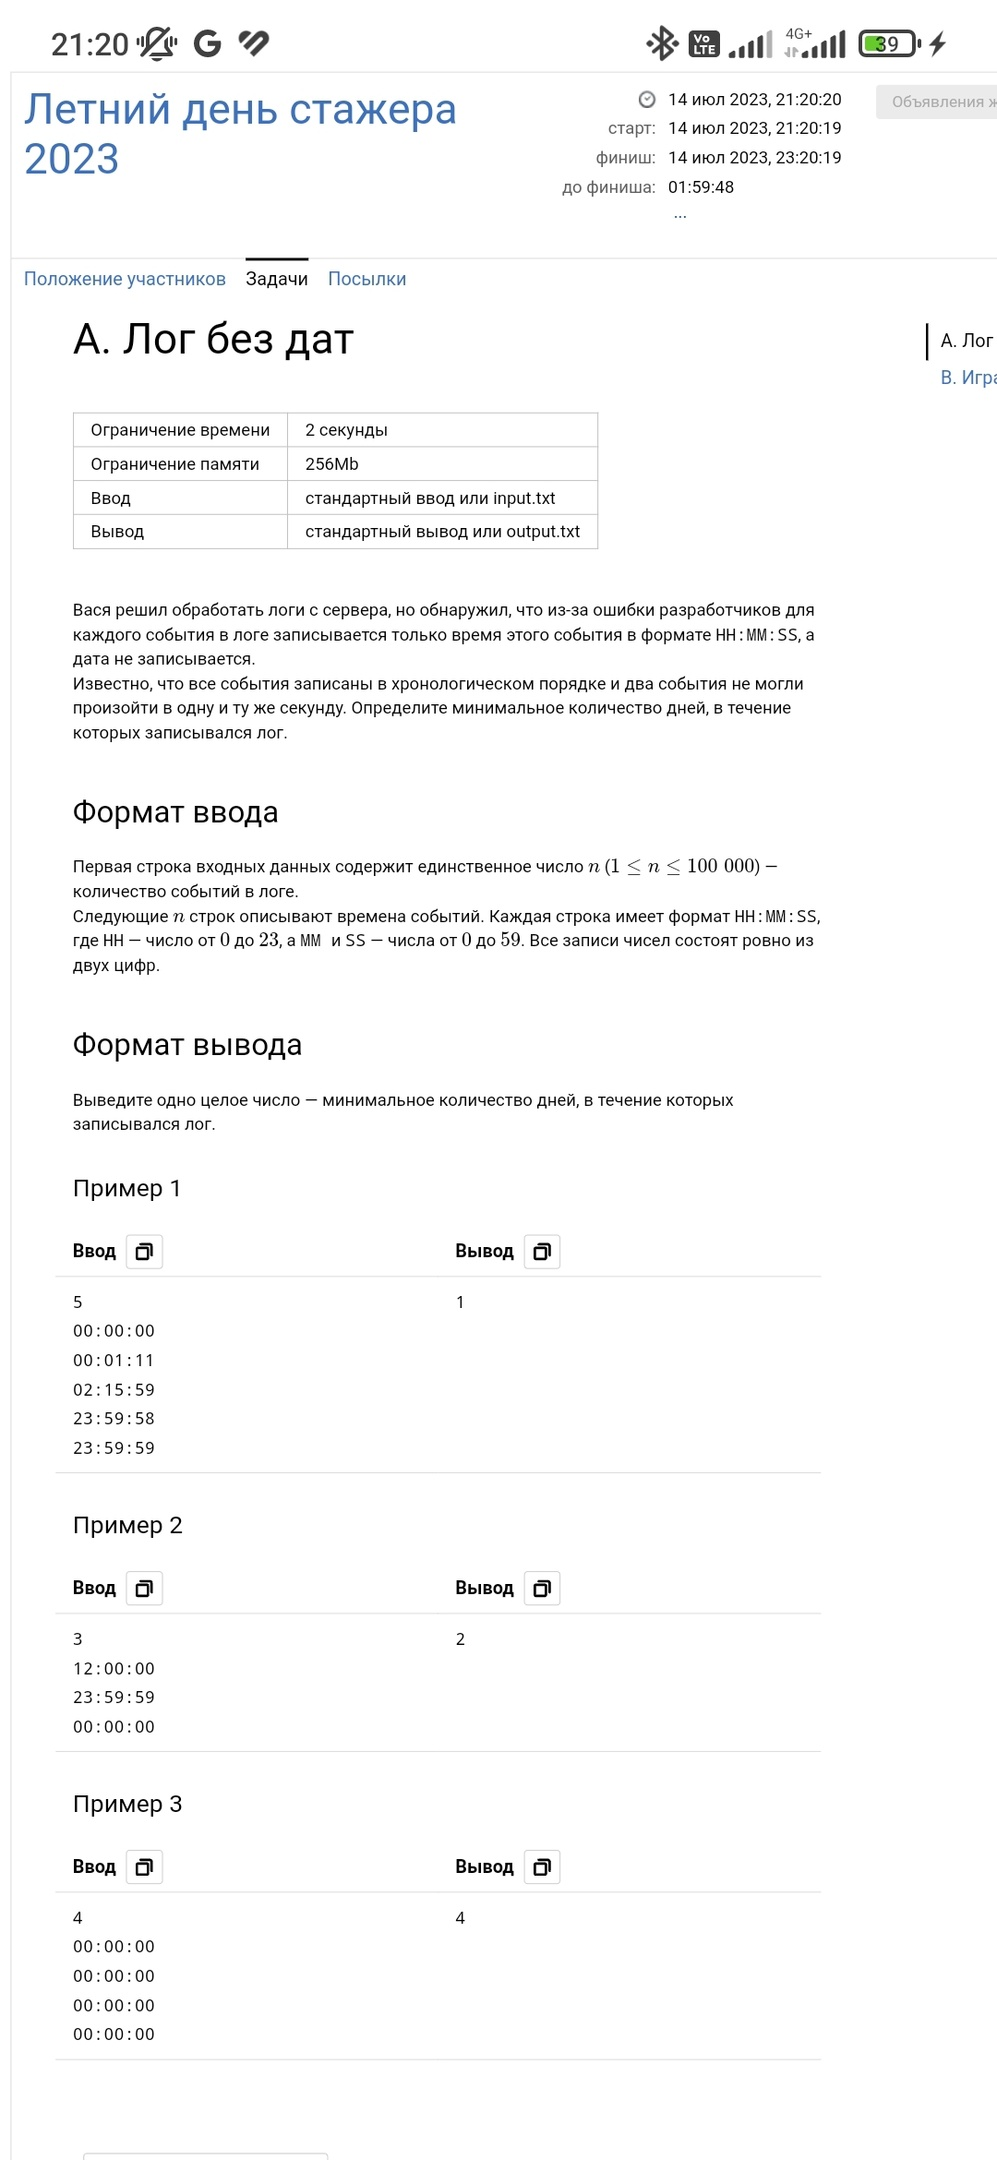 21:20
Vo LTE 4G+ 39
Летний день стажера
2023
14 июл 2023, 21:20:20
старт: 14 июл 2023, 21:20:19
финиш: 14 июл 2023, 23:20:19
до финиша: 01:59:48
...
Объявления ж
Положение участников Задачи Посылки
A. Лог без дат
A. Лог
B. Игра
Ограничение времени 2 секунды
Ограничение памяти 256Mb
Ввод стандартный ввод или input.txt
Вывод стандартный вывод или output.txt
Вася решил обработать логи с сервера, но обнаружил, что из-за ошибки разработчиков для
каждого события в логе записывается только время этого события в формате HH:MM:SS, а
дата не записывается.
Известно, что все события записаны в хронологическом порядке и два события не могли
произойти в одну и ту же секунду. Определите минимальное количество дней, в течение
которых записывался лог.
Формат ввода
Первая строка входных данных содержит единственное число n (1 ≤ n ≤ 100 000) —
количество событий в логе.
Следующие n строк описывают времена событий. Каждая строка имеет формат HH:MM:SS,
где HH — число от 0 до 23, а MM и SS — числа от 0 до 59. Все записи чисел состоят ровно из
двух цифр.
Формат вывода
Выведите одно целое число — минимальное количество дней, в течение которых
записывался лог.
Пример 1
Ввод Вывод
5 1
00:00:00
00:01:11
02:15:59
23:59:58
23:59:59
Пример 2
Ввод Вывод
3 2
12:00:00
23:59:59
00:00:00
Пример 3
Ввод Вывод
4 4
00:00:00
00:00:00
00:00:00
00:00:00